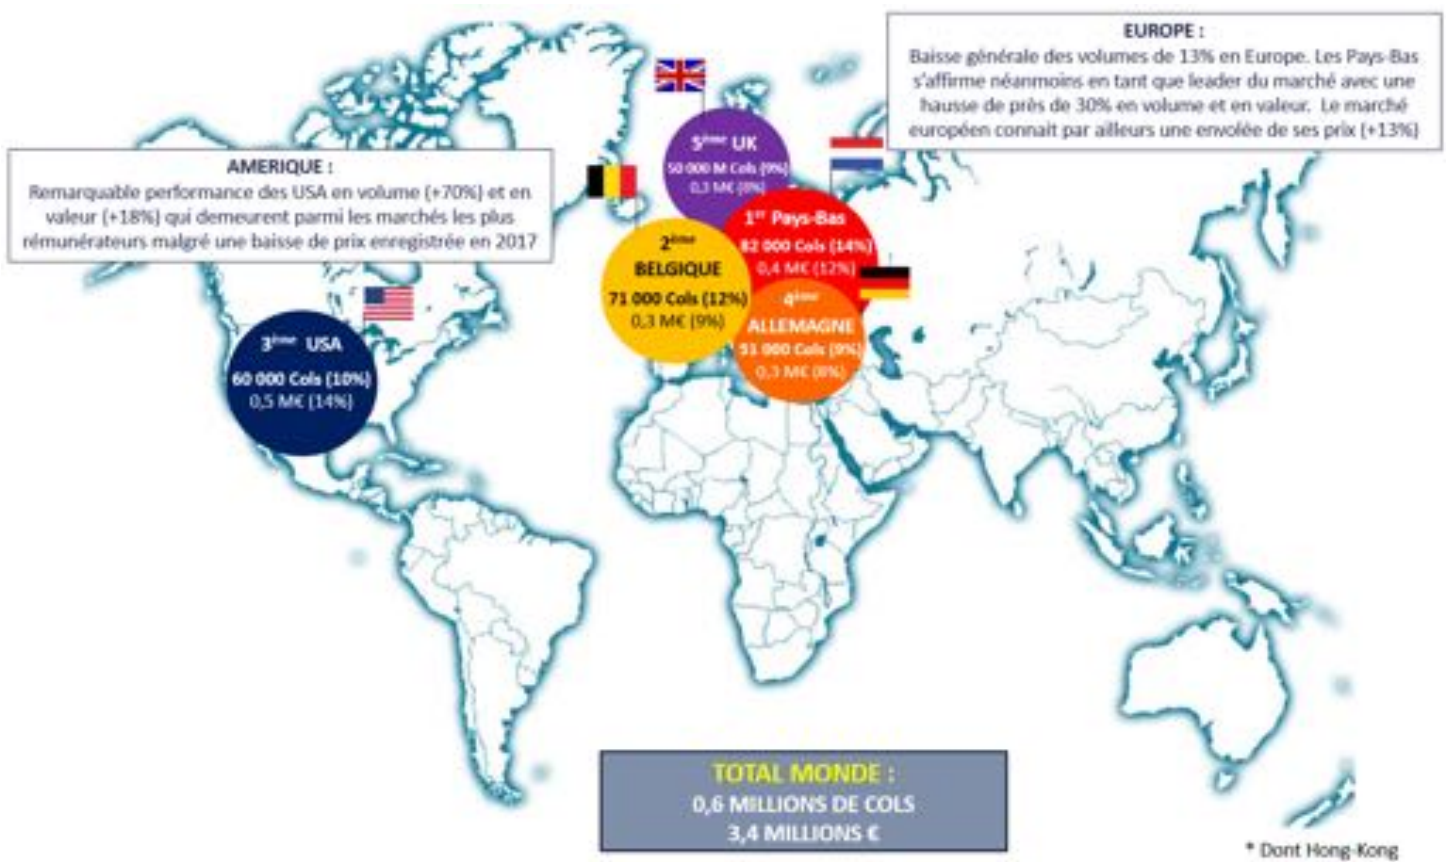 EUROPE :
Baisse générale des volumes de 13% en Europe. Les Pays-Bas
s'affirme néanmoins en tant que leader du marché avec une
hausse de près de 30% en volume et en valeur. Le marché
européen connait par ailleurs une envolée de ses prix (+13%)
AMERIQUE :
Remarquable performance des USA en volume (+70%) et en
valeur (+18%) qui demeurent parmi les marchés les plus
rémunérateurs malgré une baisse de prix enregistrée en 2017
5ème UK
50 000 M Cols (9%)
0,3 M€ (8%)
1er Pays-Bas
82 000 Cols (14%)
0,4 M€ (12%)
2ème
BELGIQUE
71 000 Cols (12%)
0,3 M€ (9%)
4ème
ALLEMAGNE
51 000 Cols (9%)
0,3 M€ (8%)
3ème USA
60 000 Cols (10%)
0,5 M€ (14%)
TOTAL MONDE :
0,6 MILLIONS DE COLS
3,4 MILLIONS €
* Dont Hong-Kong